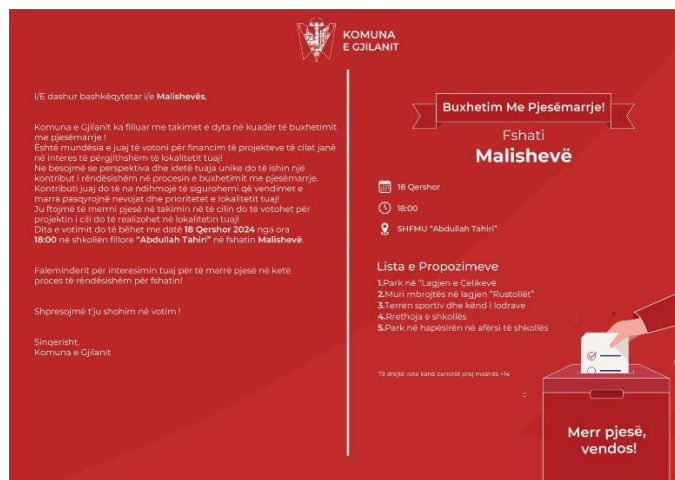 KOMUNA
E GJILANIT
I/E dashur bashkëqytetar i/e Malishevës,
Komuna e Gjilanit ka filluar me takimet e dyta në kuadër të buxhetimit
me pjesëmarrje !
Është mundësia e juaj të votoni për financim të projekteve të cilat janë
në interes të përgjithshëm të lokalitetit tuaj!
Ne besojmë se perspektiva dhe idetë tuaja unike do të ishin një
kontribut i rëndësishëm në procesin e buxhetimit me pjesëmarrje.
Kontributi juaj do të na ndihmojë të sigurohemi që vendimet e
marra pasqyrojnë nevojat dhe prioritetet e lokalitetit tuaj!
Ju ftojmë të merrni pjesë në takimin në të cilin do të votohet për
projektin i cili do të realizohet në lokalitetin tuaj!
Dita e votimit do të bëhet me datë 18 Qershor 2024 nga ora
18:00 në shkollën fillore "Abdullah Tahiri" në fshatin Malishevë.
Faleminderit për interesimin tuaj për të marrë pjesë në ketë
proces të rëndësishëm për fshatin!
Shpresojmë t'ju shohim në votim !
Sinqerisht,
Komuna e Gjilanit
Buxhetim Me Pjesëmarrje!
Fshati
Malishevë
18 Qershor
18:00
SHFMU "Abdullah Tahiri"
Lista e Propozimeve
1.Park në "Lagjen e Çelikevë
2.Muri mbrojtës në lagjen "Rustollët"
3.Terren sportiv dhe kënd i lodrave
4.Rrethoja e shkollës
5.Park në hapësirën në afërsi të shkollës
Të drejtë vote kanë banorët prej moshës +14
Merr pjesë,
vendos!